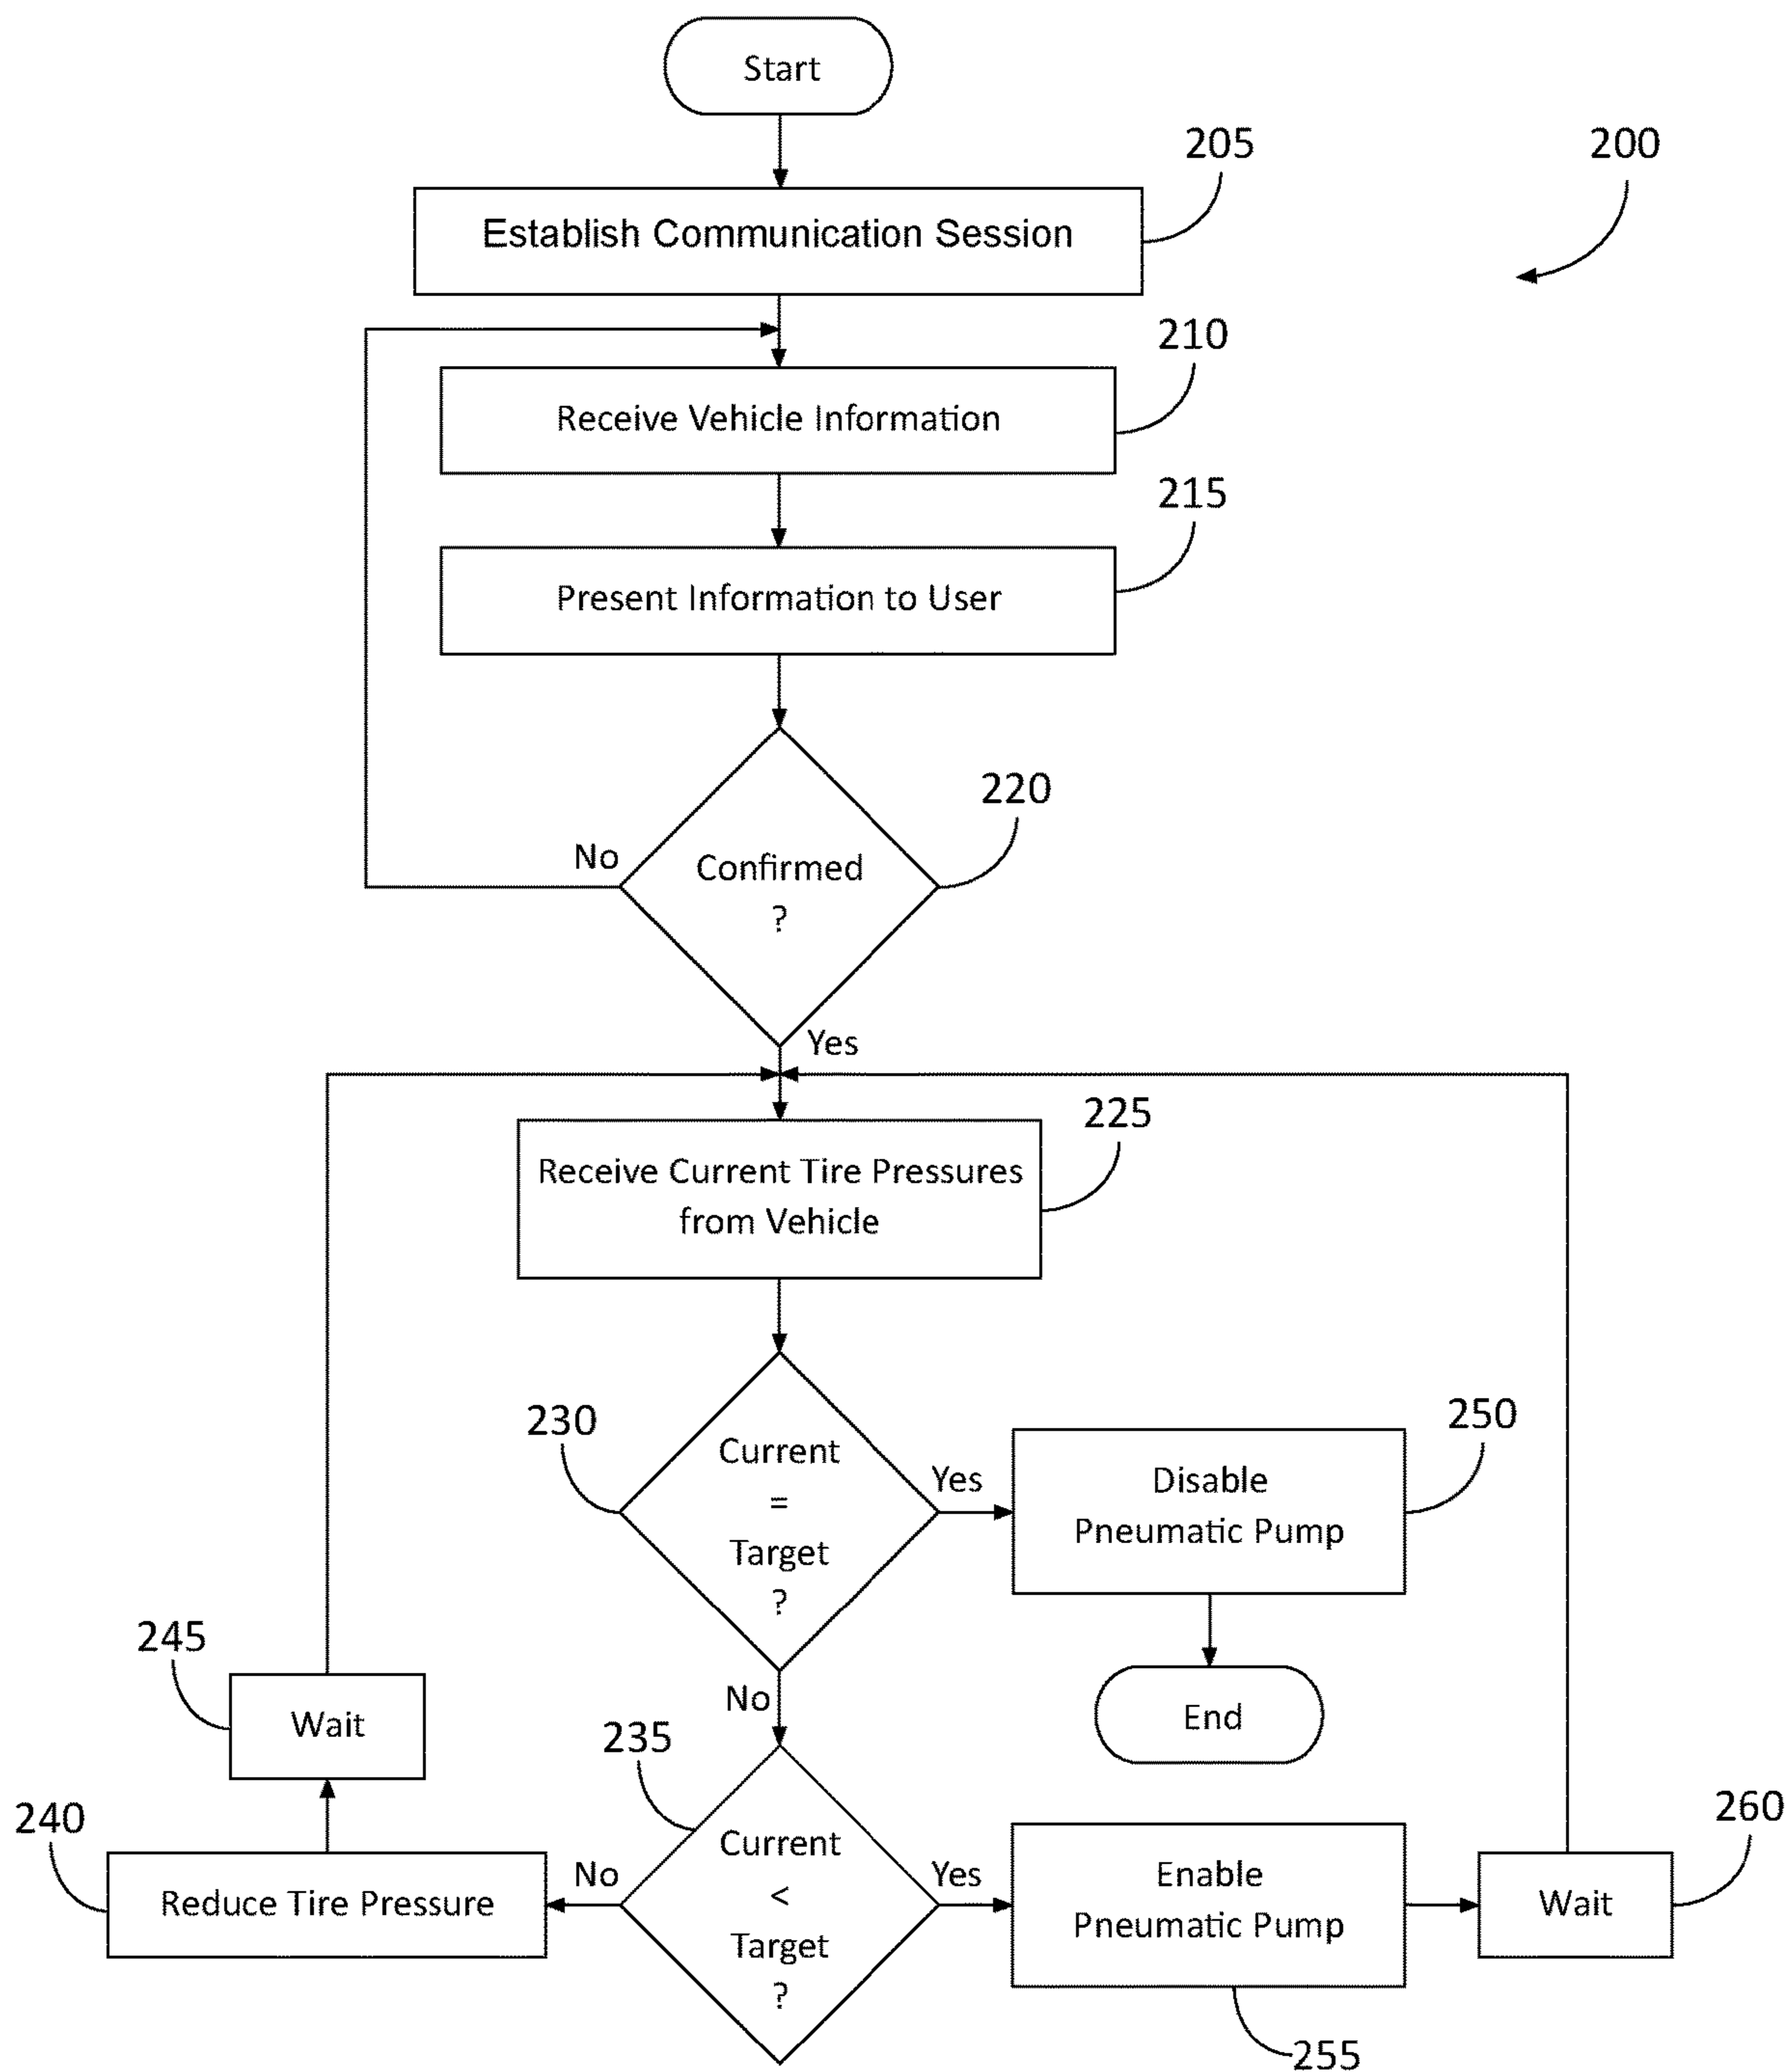 Start
205
200
Establish Communication Session
210
Receive Vehicle Information
215
Present Information to User
220
No
Confirmed
?
Yes
225
Receive Current Tire Pressures
from Vehicle
230
Current
=
Target
?
Yes
250
Disable
Pneumatic Pump
End
No
245
Wait
235
240
Reduce Tire Pressure
No
Current
<
Target
?
Yes
Enable
Pneumatic Pump
255
260
Wait